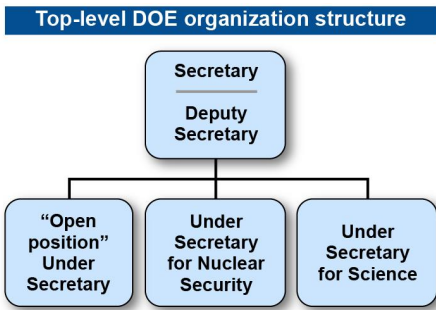 Top-level DOE organization structure
Secretary
Deputy
Secretary
“Open
position”
Under
Secretary
Under
Secretary
for Nuclear
Security
Under
Secretary
for Science